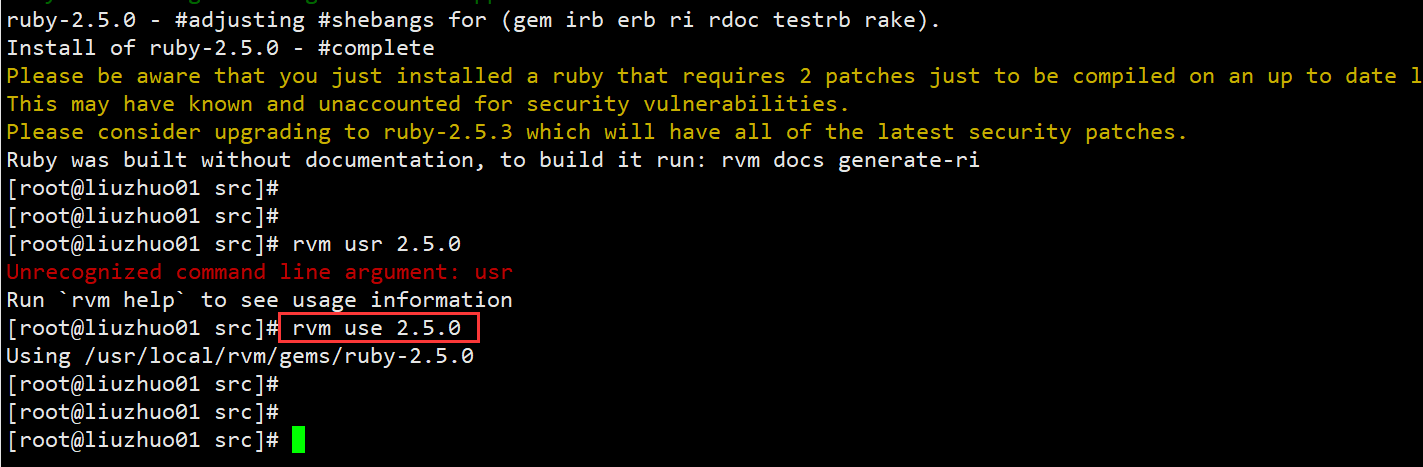 ruby-2.5.0 - #adjusting #shebangs for (gem irb erb ri rdoc testrb rake).
Install of ruby-2.5.0 - #complete
Please be aware that you just installed a ruby that requires 2 patches just to be compiled on an up to date l
This may have known and unaccounted for security vulnerabilities.
Please consider upgrading to ruby-2.5.3 which will have all of the latest security patches.
Ruby was built without documentation, to build it run: rvm docs generate-ri
[root@liuzhuo01 src]#
[root@liuzhuo01 src]#
[root@liuzhuo01 src]# rvm usr 2.5.0
Unrecognized command line argument: usr
Run `rvm help` to see usage information
[root@liuzhuo01 src]# rvm use 2.5.0
Using /usr/local/rvm/gems/ruby-2.5.0
[root@liuzhuo01 src]#
[root@liuzhuo01 src]#
[root@liuzhuo01 src]#